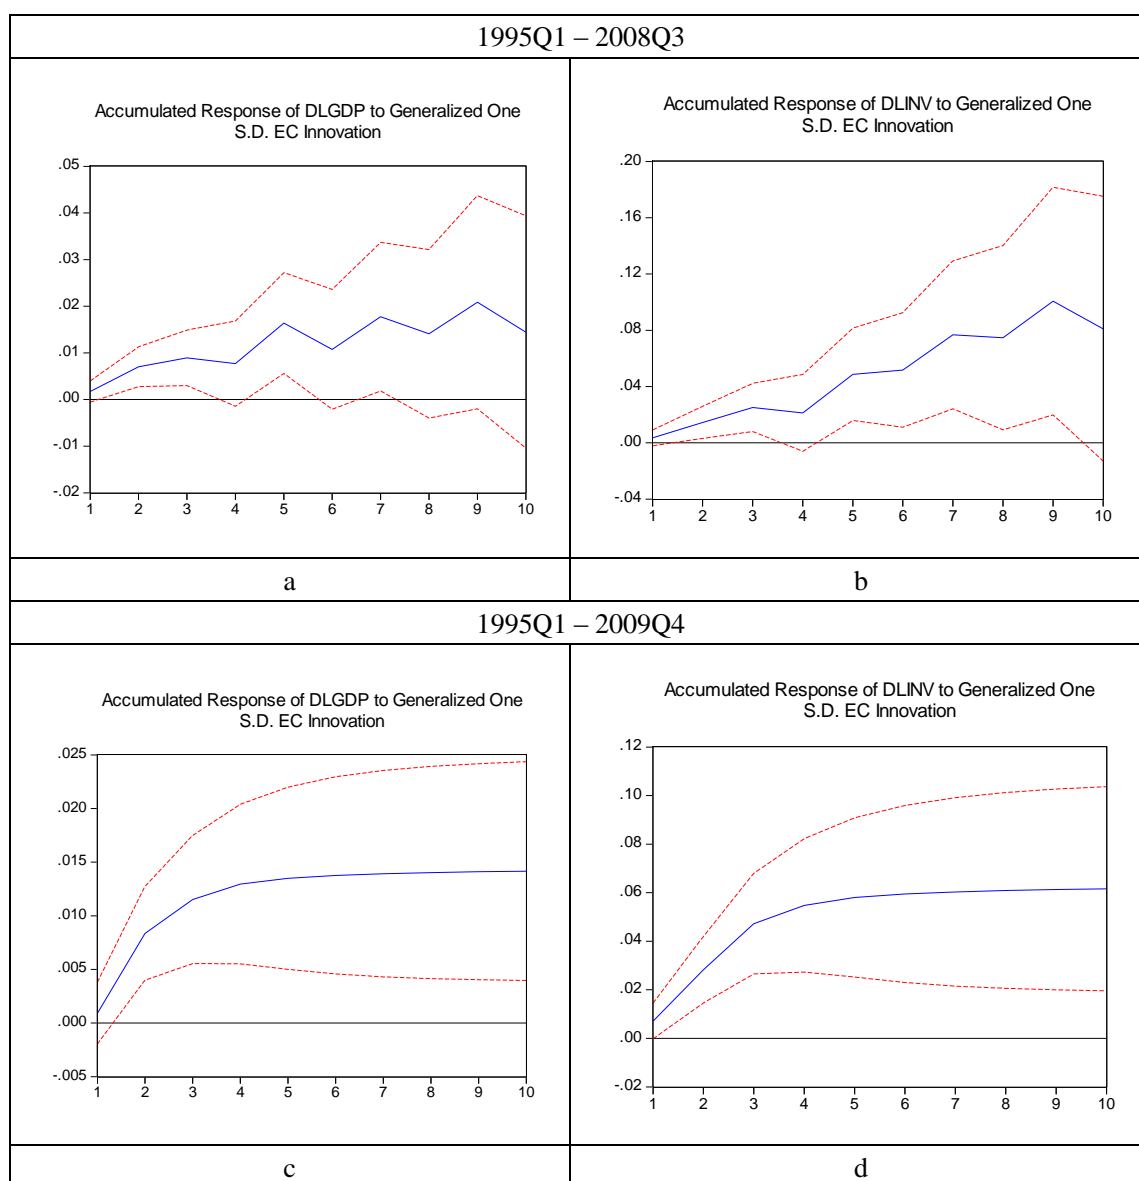 1995Q1 – 2008Q3
Accumulated Response of DLGDP to Generalized One
S.D. EC Innovation
.05
.04
.03
.02
.01
.00
-.01
-.02
1 2 3 4 5 6 7 8 9 10
Accumulated Response of DLINV to Generalized One
S.D. EC Innovation
.20
.16
.12
.08
.04
.00
-.04
1 2 3 4 5 6 7 8 9 10
a
b
1995Q1 – 2009Q4
Accumulated Response of DLGDP to Generalized One
S.D. EC Innovation
.025
.020
.015
.010
.005
.000
-.005
1 2 3 4 5 6 7 8 9 10
Accumulated Response of DLINV to Generalized One
S.D. EC Innovation
.12
.10
.08
.06
.04
.02
.00
-.02
1 2 3 4 5 6 7 8 9 10
c
d